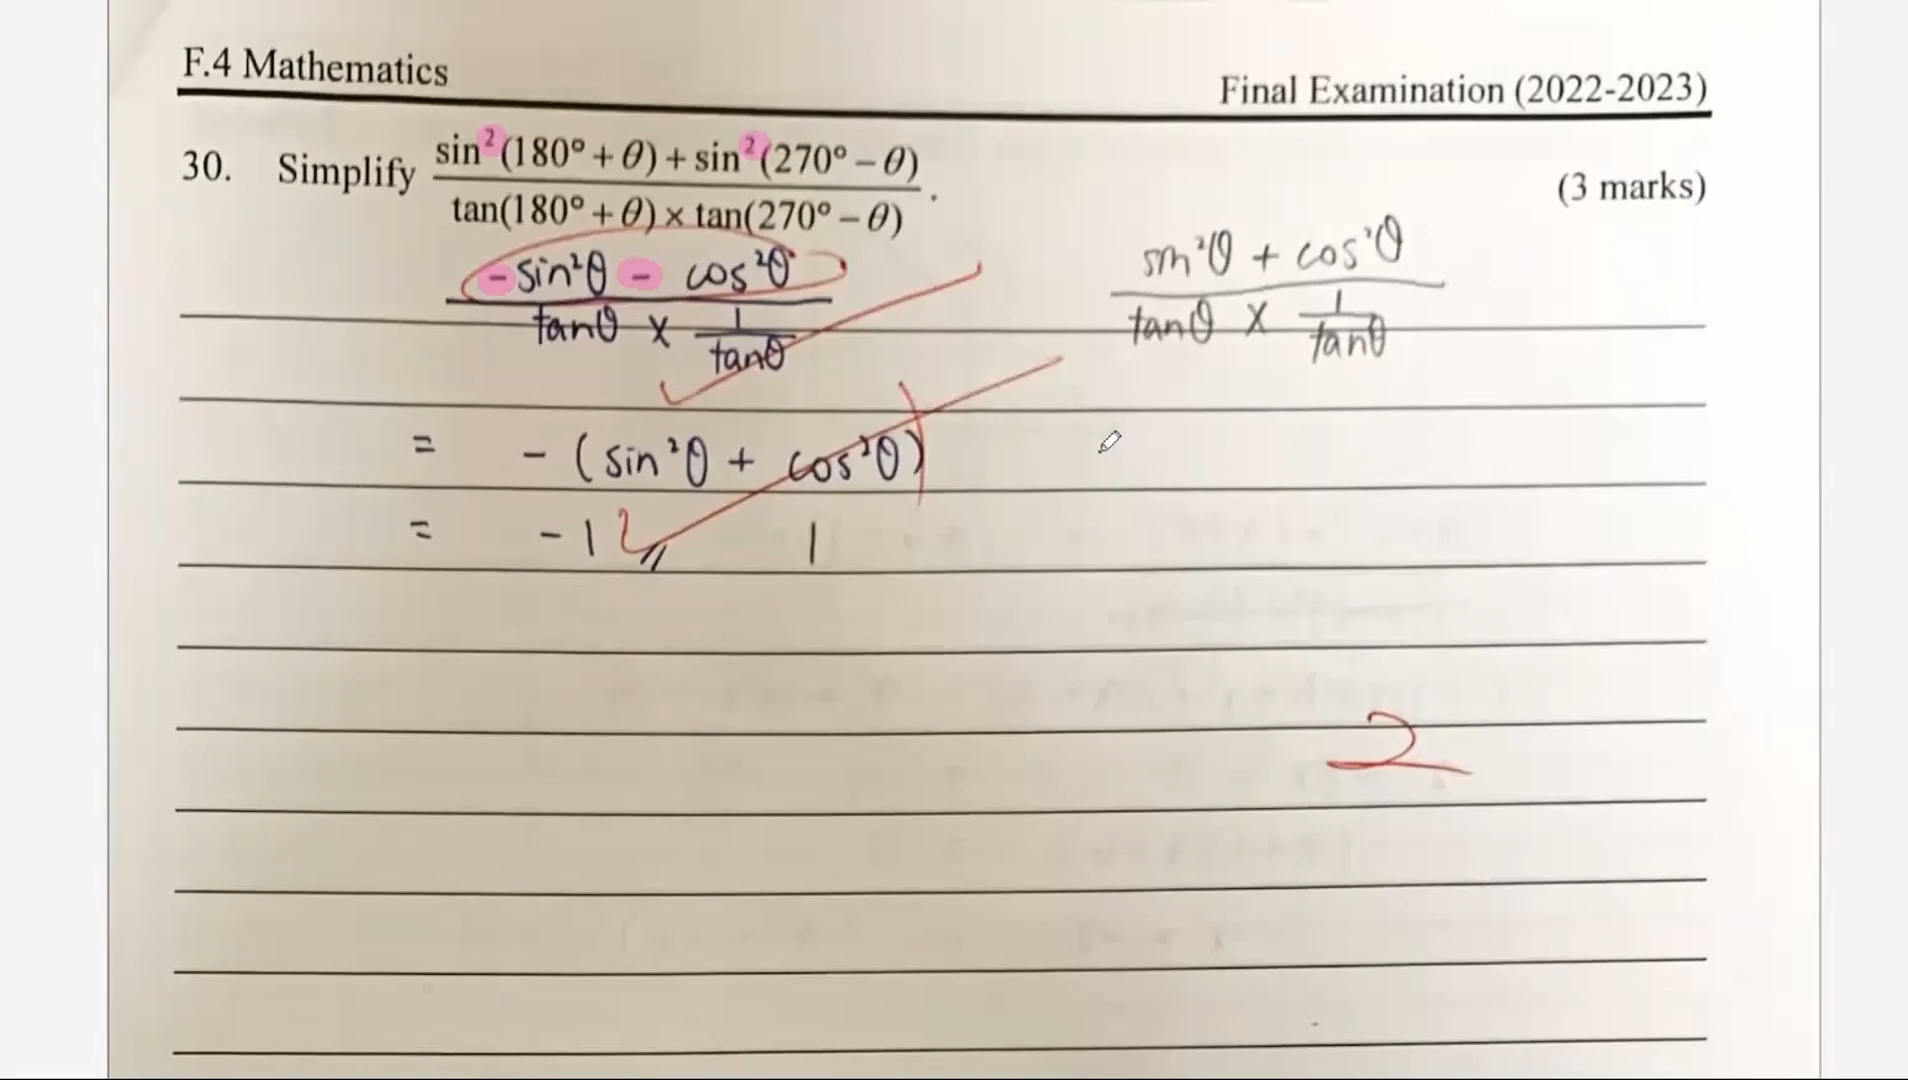 F.4 Mathematics
Final Examination (2022-2023)
30. Simplify sin²(180° + θ) + sin²(270° − θ) / tan(180° + θ) × tan(270° − θ) .
(3 marks)
−sin²θ − cos²θ / tanθ × 1/tanθ
sin²θ + cos²θ / tanθ × 1/tanθ
= −(sin²θ + cos²θ)
= −1
1
2